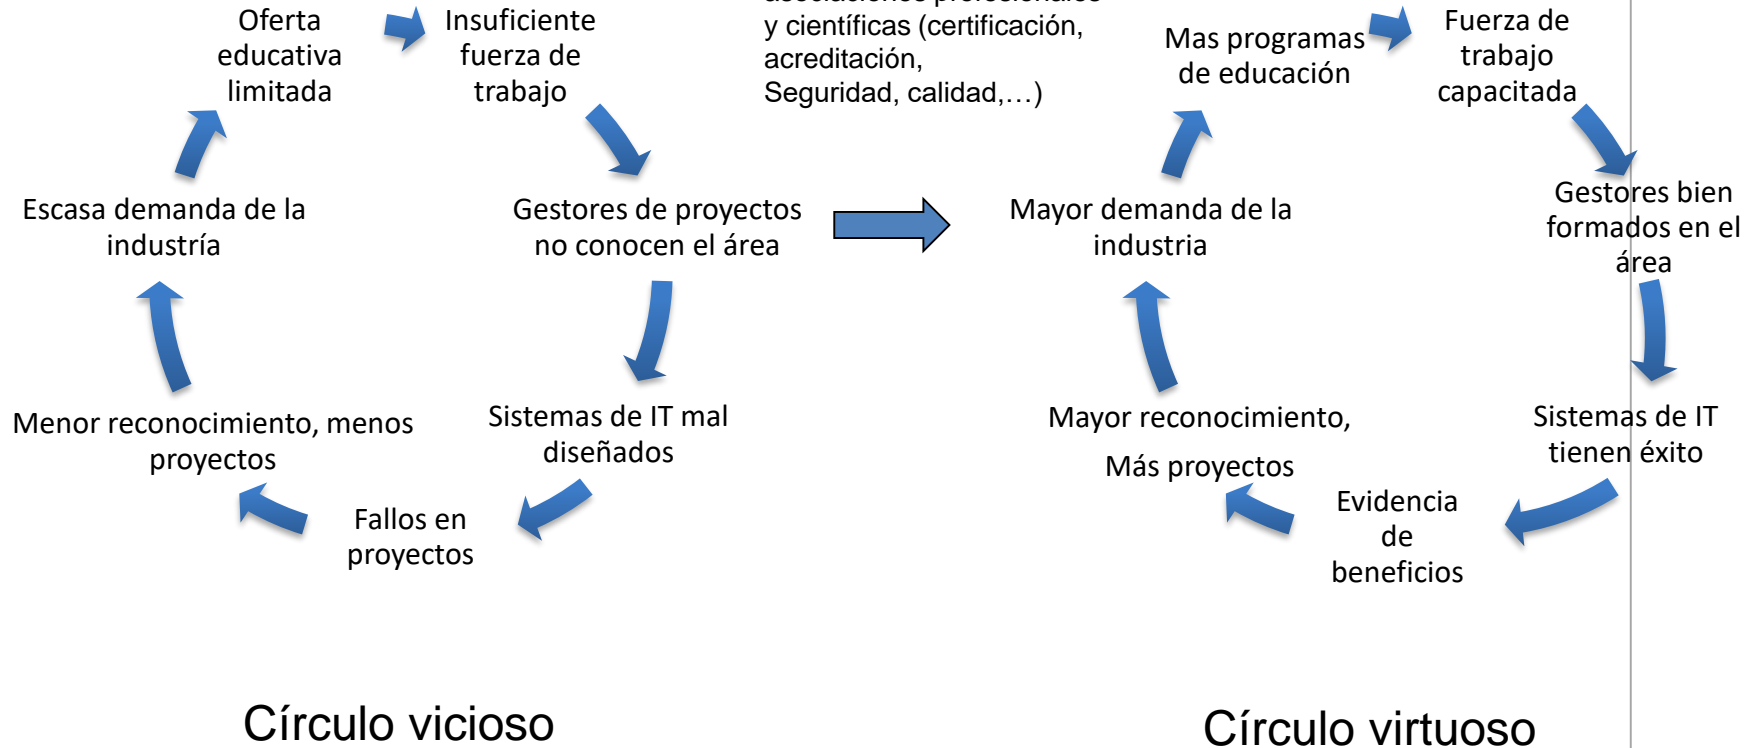 Oferta
educativa
limitada
Insuficiente
fuerza de
trabajo
Gestores de proyectos
no conocen el área
Sistemas de IT mal
diseñados
Fallos en
proyectos
Menor reconocimiento, menos
proyectos
Escasa demanda de la
industría
Círculo vicioso
asociaciones profesionales
y científicas (certificación,
acreditación,
Seguridad, calidad,...)
Mas programas
de educación
Fuerza de
trabajo
capacitada
Gestores bien
formados en el
área
Sistemas de IT
tienen éxito
Evidencia
de
beneficios
Mayor reconocimiento,
Más proyectos
Mayor demanda de la
industria
Círculo virtuoso